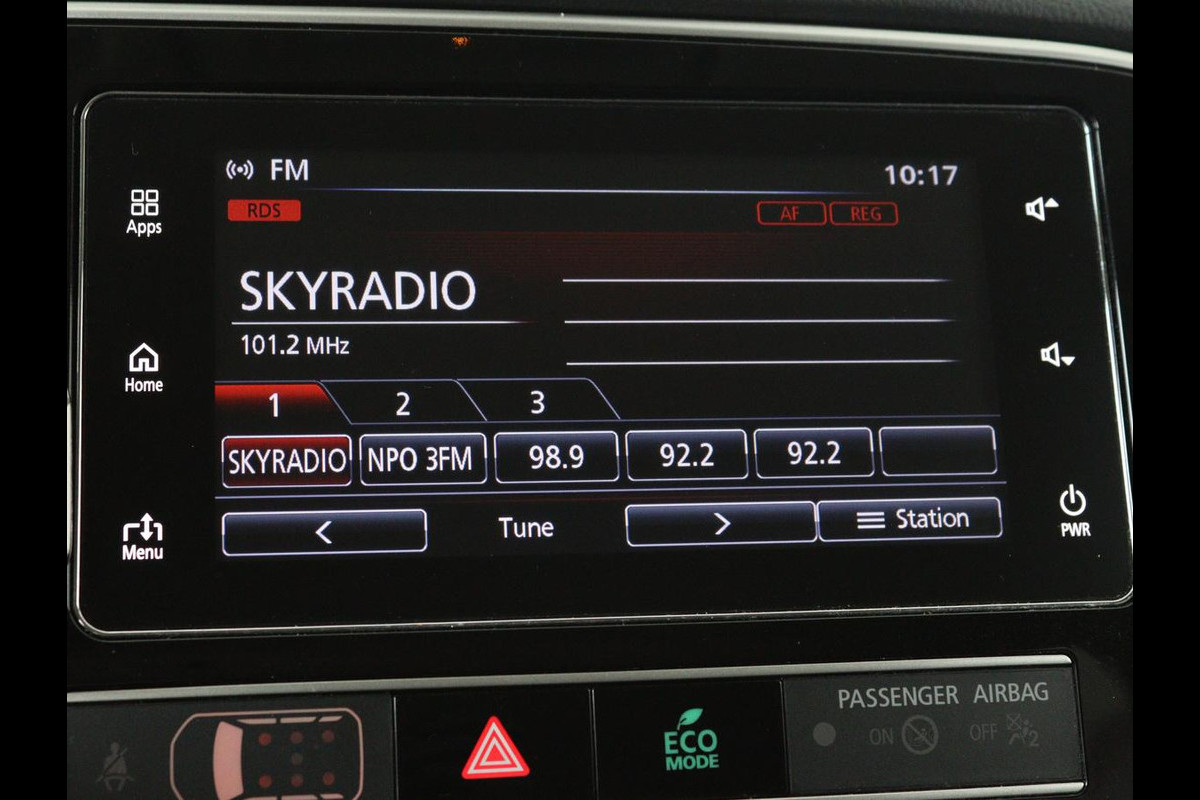 FM 10:17
RDS AF REG
Apps
SKYRADIO
101.2 MHz
Home
1 2 3
SKYRADIO NPO 3FM 98.9 92.2 92.2
< Tune > Station
Menu
PWR
PASSENGER AIRBAG
ON OFF 2
ECO
MODE